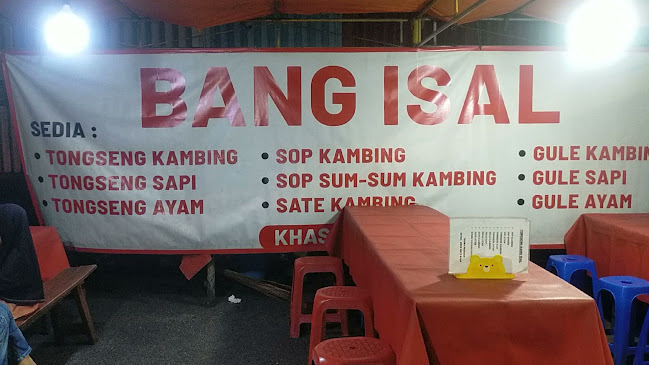 BANG ISAL
SEDIA :
• TONGSENG KAMBING
• TONGSENG SAPI
• TONGSENG AYAM
• SOP KAMBING
• SOP SUM-SUM KAMBING
• SATE KAMBING
• GULE KAMBIN
• GULE SAPI
• GULE AYAM
KHAS